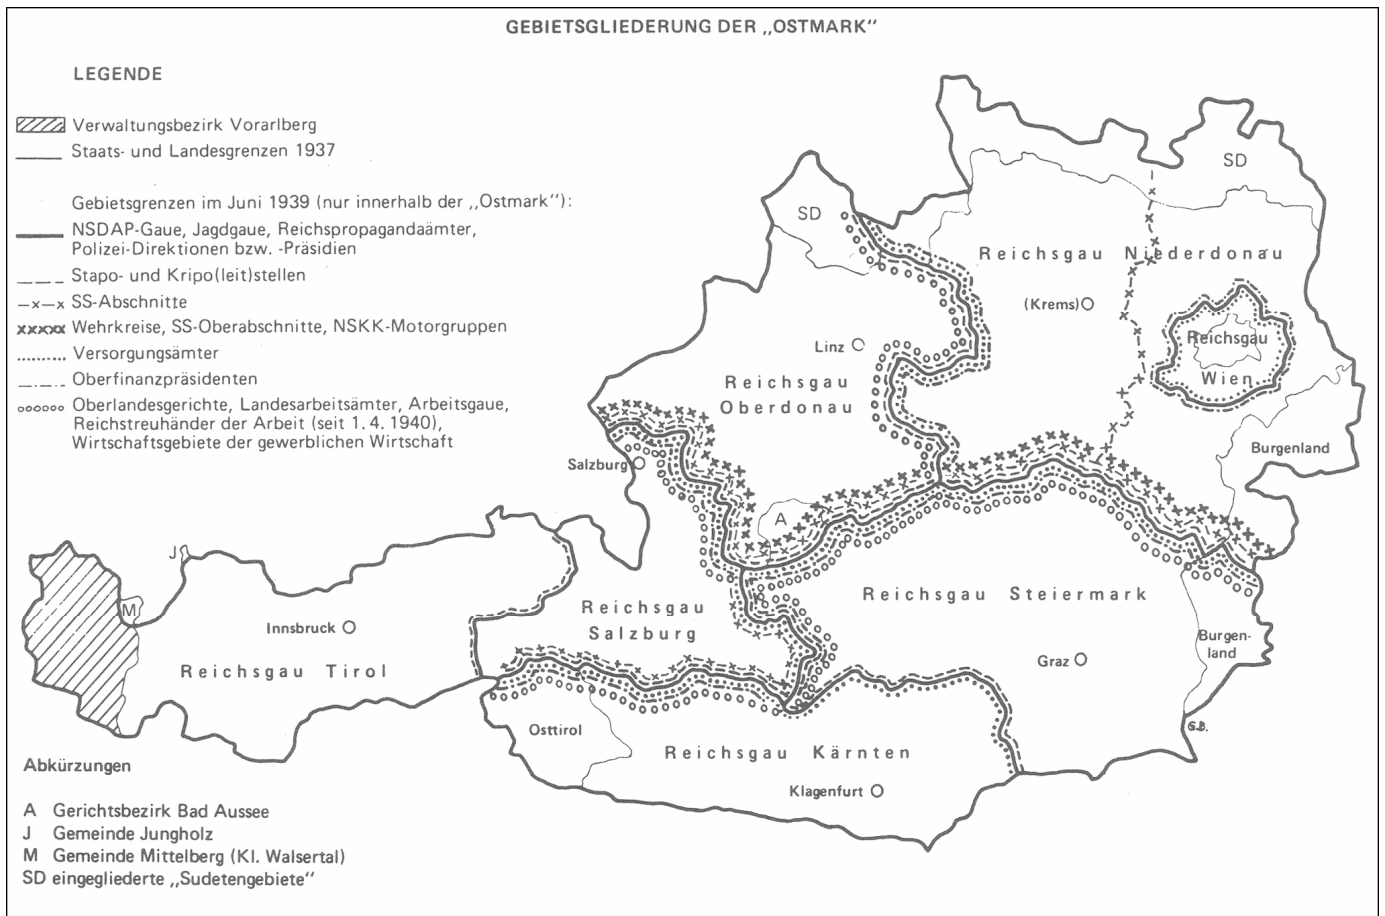 GEBIETSGLIEDERUNG DER „OSTMARK"
LEGENDE
Verwaltungsbezirk Vorarlberg
Staats- und Landesgrenzen 1937
Gebietsgrenzen im Juni 1939 (nur innerhalb der „Ostmark"):
NSDAP-Gaue, Jagdgaue, Reichspropagandaämter,
Polizei-Direktionen bzw. -Präsidien
Stapo- und Kripo(leit)stellen
SS-Abschnitte
Wehrkreise, SS-Oberabschnitte, NSKK-Motorgruppen
Versorgungsämter
Oberfinanzpräsidenten
Oberlandesgerichte, Landesarbeitsämter, Arbeitsgaue,
Reichstreuhänder der Arbeit (seit 1. 4. 1940),
Wirtschaftsgebiete der gewerblichen Wirtschaft
SD
SD
Reichsgau Niederdonau
(Krems)
Linz
Reichsgau
Wien
Reichsgau
Oberdonau
Burgenland
Salzburg
A
J
M
Innsbruck
Reichsgau Tirol
Reichsgau
Salzburg
Reichsgau Steiermark
Graz
Burgen-
land
G.D.
Osttirol
Reichsgau Kärnten
Klagenfurt
Abkürzungen
A Gerichtsbezirk Bad Aussee
J Gemeinde Jungholz
M Gemeinde Mittelberg (Kl. Walsertal)
SD eingegliederte „Sudetengebiete"